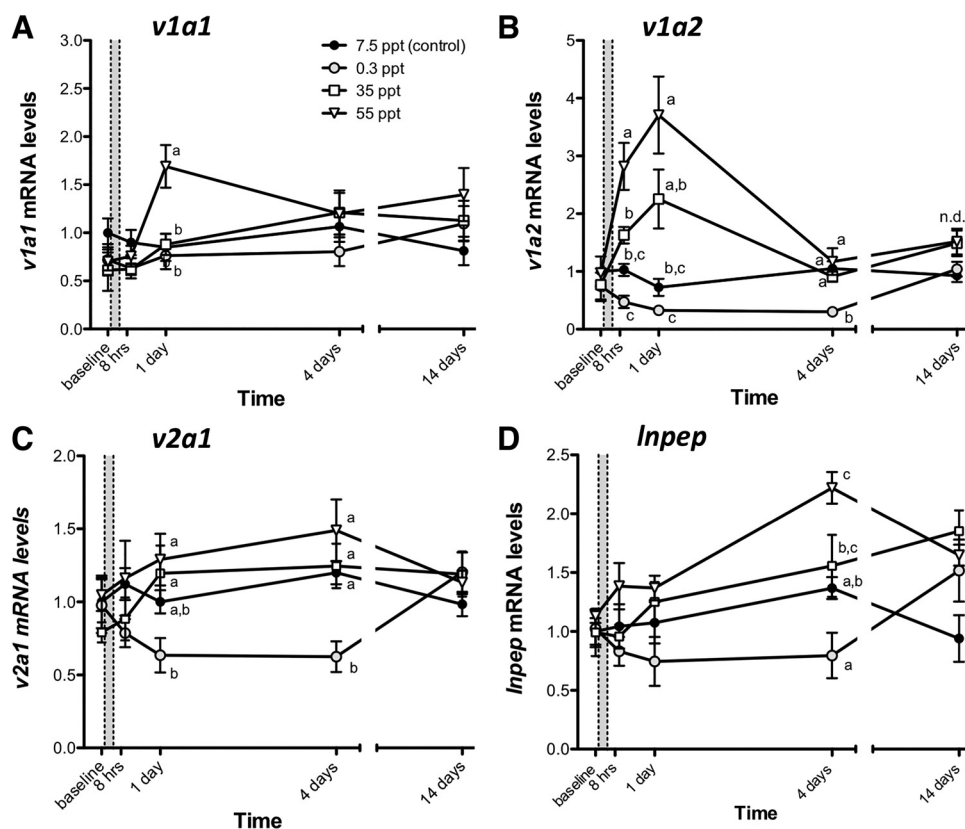 A
v1a1
3.0
2.5
2.0
1.5
1.0
0.5
0.0
v1a1 mRNA levels
7.5 ppt (control)
0.3 ppt
35 ppt
55 ppt
a
b
b
baseline
8 hrs
1 day
4 days
14 days
Time
B
v1a2
5
4
3
2
1
0
v1a2 mRNA levels
a
a
a,b
b
b,c
b,c
c
c
a
a
a
b
n.d.
baseline
8 hrs
1 day
4 days
14 days
Time
C
v2a1
2.0
1.5
1.0
0.5
0.0
v2a1 mRNA levels
a
a
a,b
b
a
a
a
b
baseline
8 hrs
1 day
4 days
14 days
Time
D
lnpep
2.5
2.0
1.5
1.0
0.5
0.0
lnpep mRNA levels
c
b,c
a,b
a
baseline
8 hrs
1 day
4 days
14 days
Time